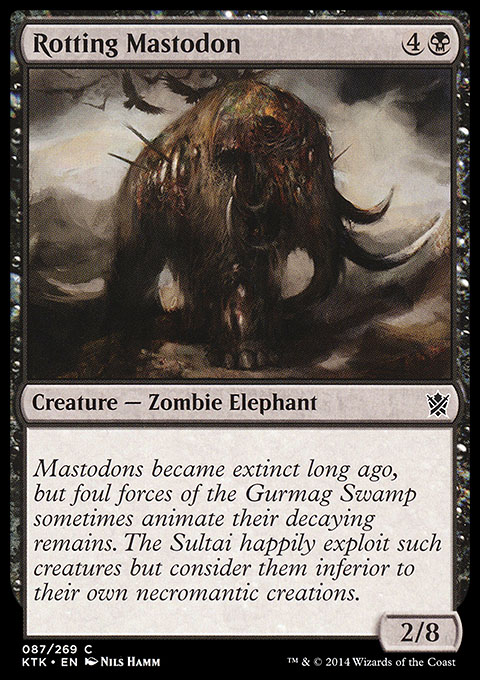 Rotting Mastodon 4
Creature — Zombie Elephant
Mastodons became extinct long ago,
but foul forces of the Gurmag Swamp
sometimes animate their decaying
remains. The Sultai happily exploit such
creatures but consider them inferior to
their own necromantic creations.
2/8
087/269 C
KTK • EN Nils Hamm
™ & © 2014 Wizards of the Coast